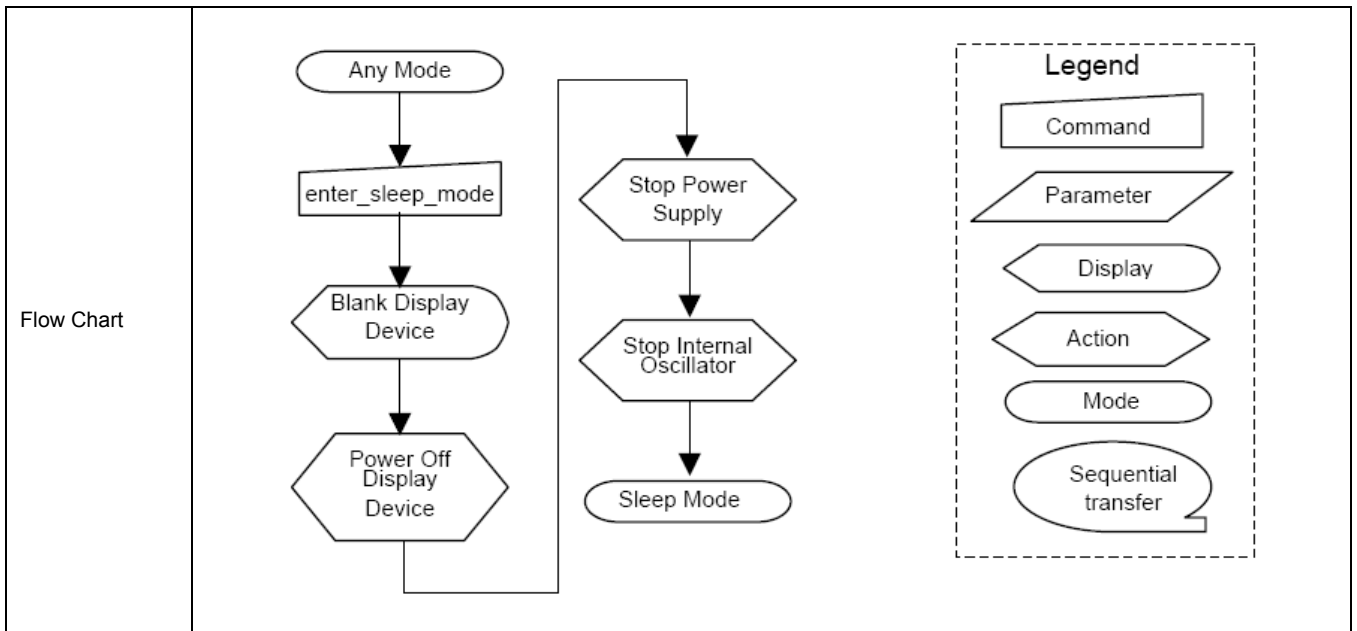 Flow Chart
Any Mode
enter_sleep_mode
Blank Display
Device
Power Off
Display
Device
Stop Power
Supply
Stop Internal
Oscillator
Sleep Mode
Legend
Command
Parameter
Display
Action
Mode
Sequential
transfer